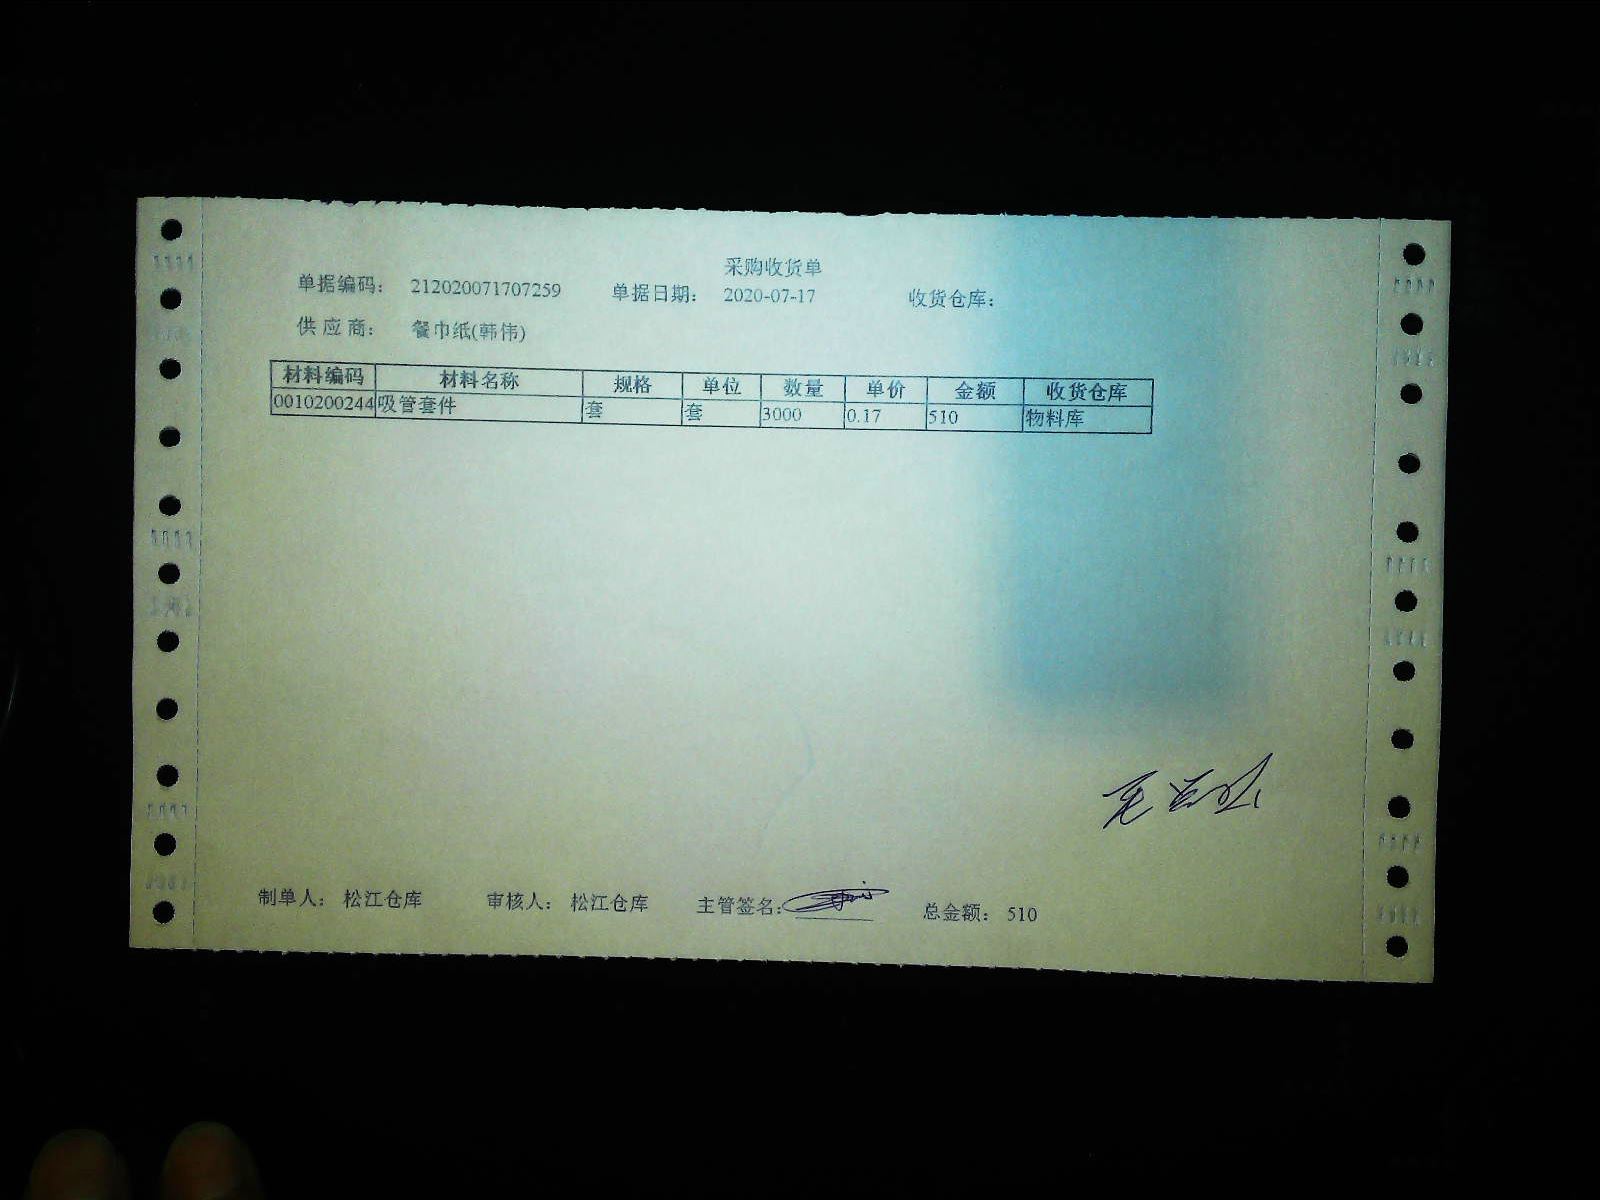 采购收货单
单据编码: 212020071707259 单据日期: 2020-07-17 收货仓库:
供应商: 餐巾纸(韩伟)
材料编码 材料名称 规格 单位 数量 单价 金额 收货仓库
0010200244 吸管套件 套 套 3000 0.17 510 物料库
制单人: 松江仓库 审核人: 松江仓库 主管签名: 总金额: 510